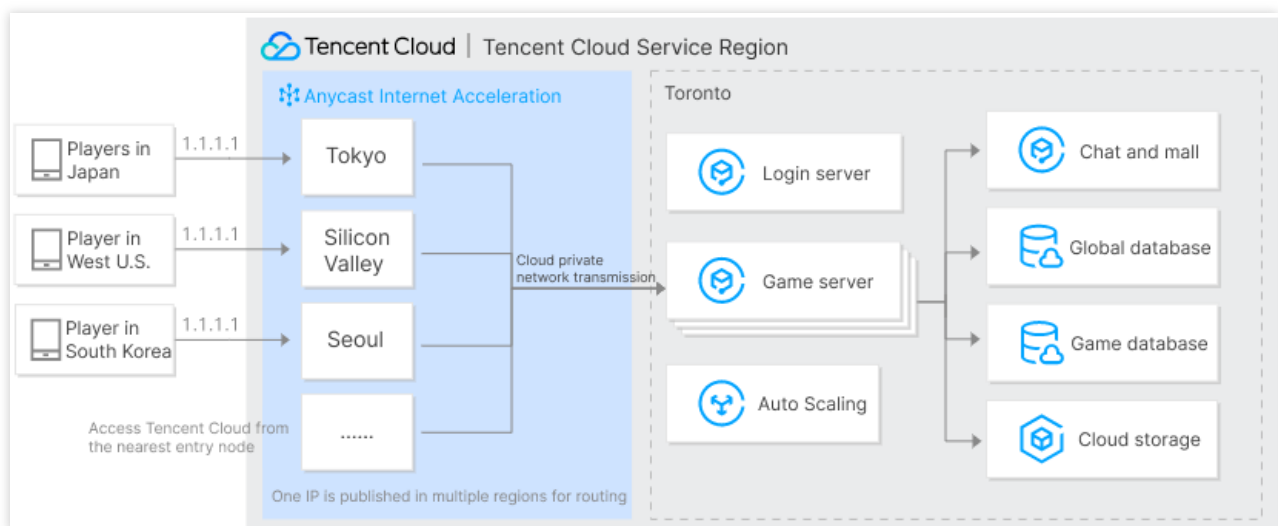 Tencent Cloud | Tencent Cloud Service Region
Anycast Internet Acceleration
Toronto
Players in
Japan
1.1.1.1
Tokyo
Player in
West U.S.
1.1.1.1
Silicon
Valley
Player in
South Korea
1.1.1.1
Seoul
Access Tencent Cloud from
the nearest entry node
......
One IP is published in multiple regions for routing
Cloud private
network transmission
Login server
Game server
Auto Scaling
Chat and mall
Global database
Game database
Cloud storage